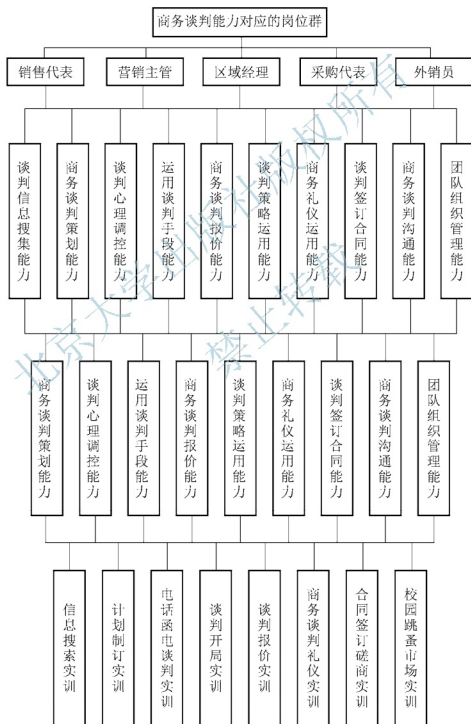 商务谈判能力对应的岗位群
销售代表
营销主管
区域经理
采购代表
外销员
谈判信息搜集能力
商务谈判策划能力
谈判心理调控能力
运用谈判手段能力
商务谈判报价能力
谈判策略运用能力
商务礼仪运用能力
谈判签订合同能力
商务谈判沟通能力
团队组织管理能力
商务谈判策划能力
谈判心理调控能力
运用谈判手段能力
商务谈判报价能力
谈判策略运用能力
商务礼仪运用能力
谈判签订合同能力
商务谈判沟通能力
团队组织管理能力
信息搜索实训
计划制订实训
电话函电谈判实训
谈判开局实训
谈判报价实训
商务谈判礼仪实训
合同签订磋商实训
校园跳蚤市场实训
北京大学出版社版权所有
禁止转载